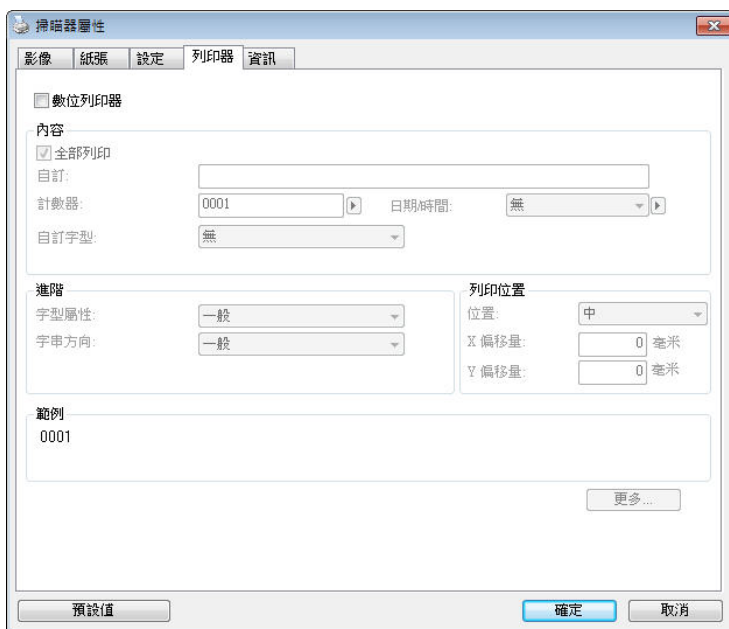 掃瞄器屬性
影像 紙張 設定 列印器 資訊
數位列印器
內容
全部列印
自訂:
計數器: 0001 日期/時間: 無
自訂字型: 無
進階
字型屬性: 一般
字串方向: 一般
列印位置
位置: 中
X 偏移量: 0 毫米
Y 偏移量: 0 毫米
範例
0001
更多...
預設值 確定 取消